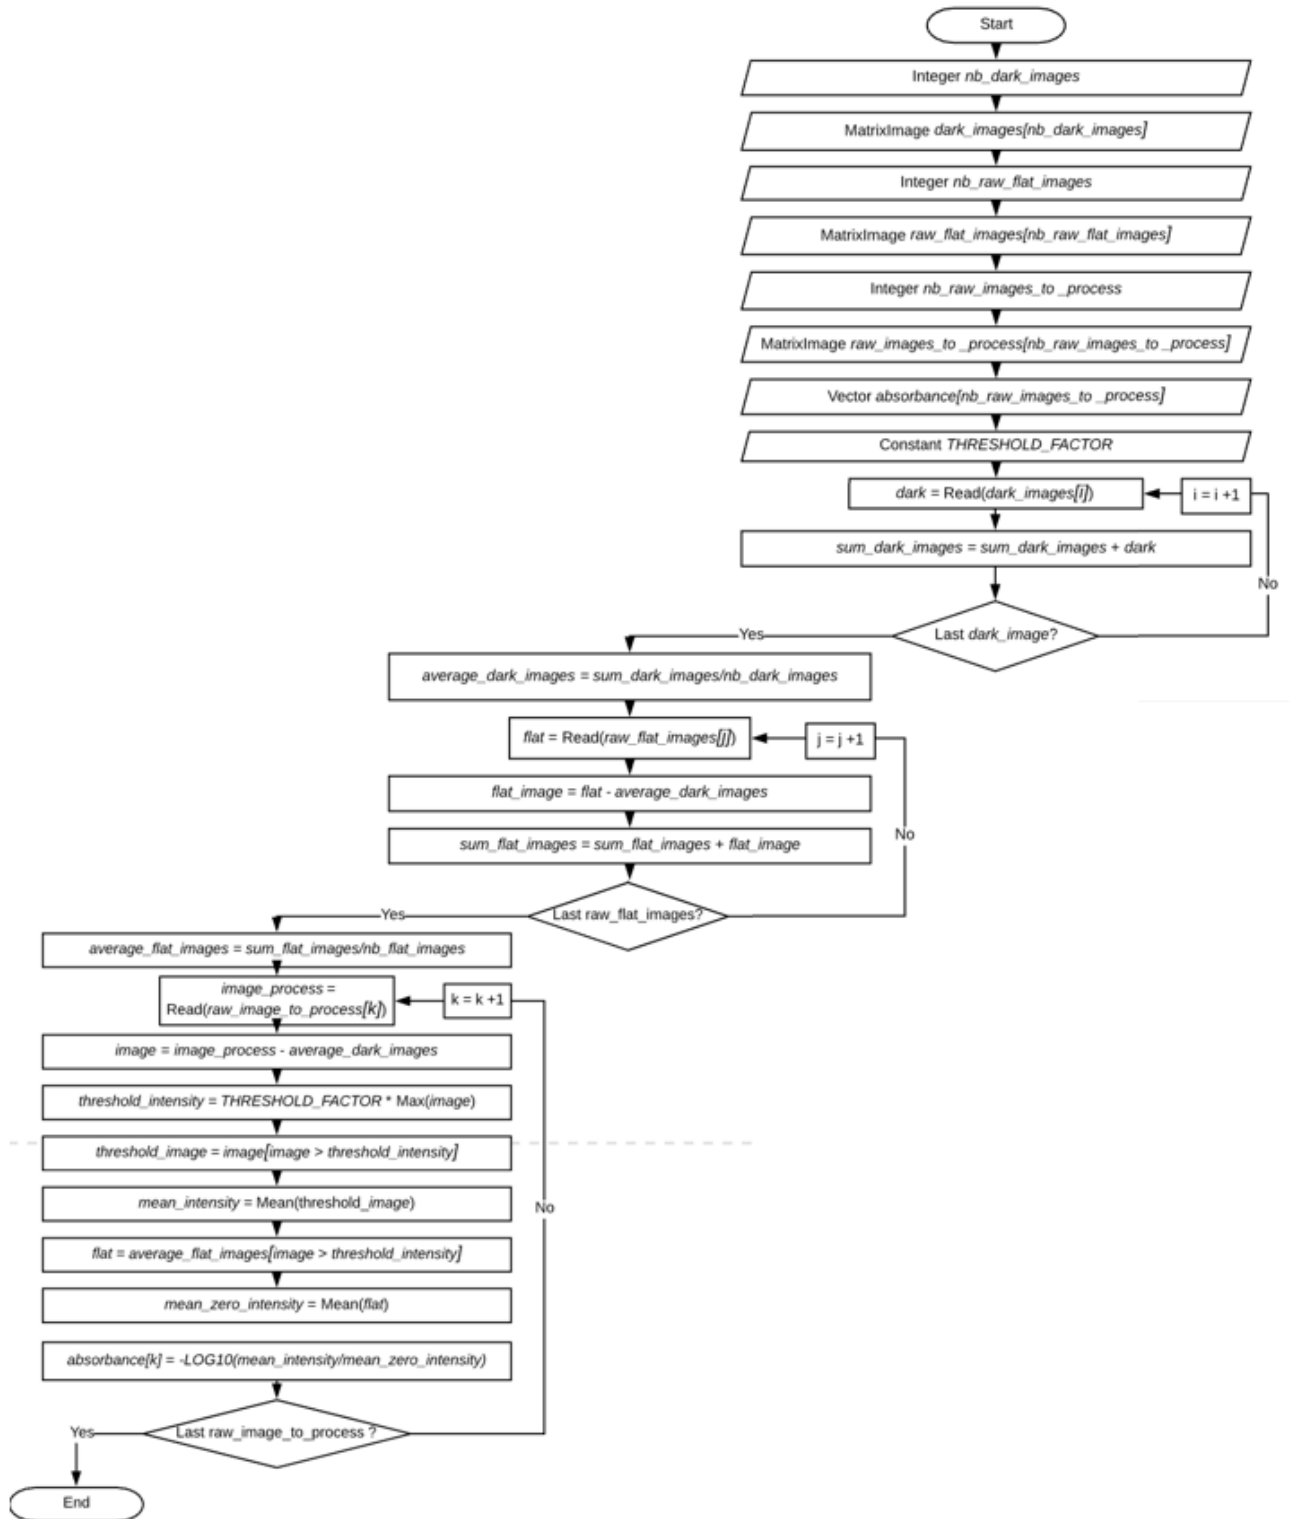 Start
Integer nb_dark_images
MatrixImage dark_images[nb_dark_images]
Integer nb_raw_flat_images
MatrixImage raw_flat_images[nb_raw_flat_images]
Integer nb_raw_images_to _process
MatrixImage raw_images_to _process[nb_raw_images_to _process]
Vector absorbance[nb_raw_images_to _process]
Constant THRESHOLD_FACTOR
dark = Read(dark_images[i])
i = i +1
sum_dark_images = sum_dark_images + dark
No
Last dark_image?
Yes
average_dark_images = sum_dark_images/nb_dark_images
flat = Read(raw_flat_images[j])
j = j +1
flat_image = flat - average_dark_images
No
sum_flat_images = sum_flat_images + flat_image
Last raw_flat_images?
Yes
average_flat_images = sum_flat_images/nb_flat_images
image_process =
Read(raw_image_to_process[k])
k = k +1
image = image_process - average_dark_images
threshold_intensity = THRESHOLD_FACTOR * Max(image)
threshold_image = image[image > threshold_intensity]
mean_intensity = Mean(threshold_image)
No
flat = average_flat_images[image > threshold_intensity]
mean_zero_intensity = Mean(flat)
absorbance[k] = -LOG10(mean_intensity/mean_zero_intensity)
Last raw_image_to_process ?
Yes
End